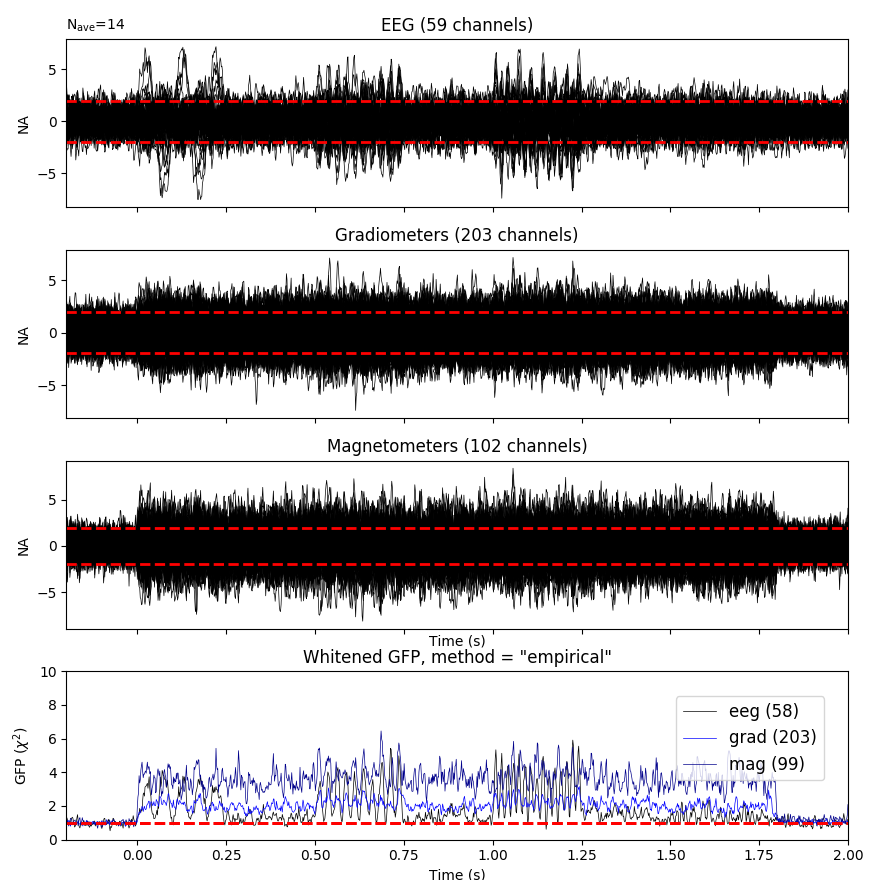 N_ave=14
EEG (59 channels)
5
0
−5
NA
Gradiometers (203 channels)
5
0
−5
NA
Magnetometers (102 channels)
5
0
−5
NA
Time (s)
Whitened GFP, method = "empirical"
10
8
6
4
2
0
GFP (χ²)
eeg (58)
grad (203)
mag (99)
0.00 0.25 0.50 0.75 1.00 1.25 1.50 1.75 2.00
Time (s)